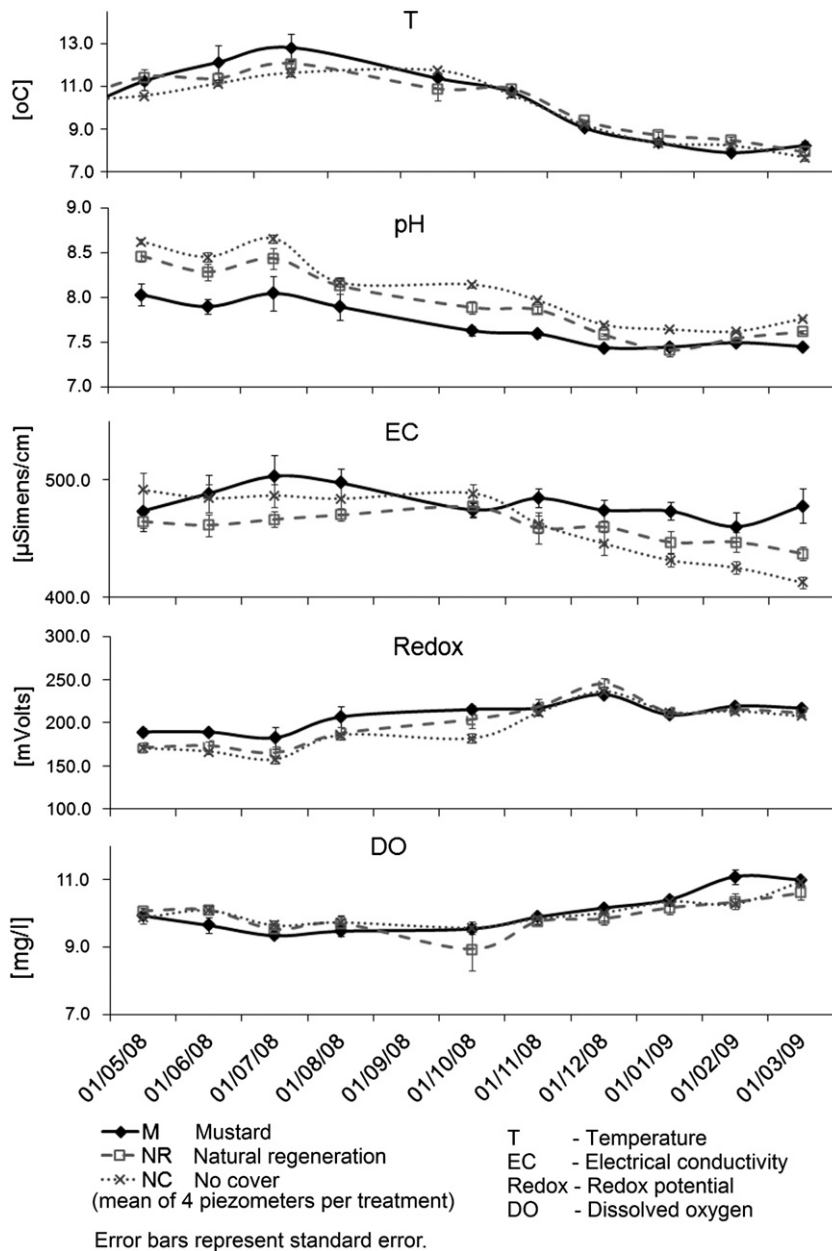 T
[oC]
13.0
11.0
9.0
7.0
pH
9.0
8.5
8.0
7.5
7.0
EC
[µSimens/cm]
500.0
400.0
Redox
[mVolts]
300.0
250.0
200.0
150.0
100.0
DO
[mg/l]
11.0
9.0
7.0
01/05/08
01/06/08
01/07/08
01/08/08
01/09/08
01/10/08
01/11/08
01/12/08
01/01/09
01/02/09
01/03/09
M Mustard
NR Natural regeneration
NC No cover
(mean of 4 piezometers per treatment)
Error bars represent standard error.
T - Temperature
EC - Electrical conductivity
Redox - Redox potential
DO - Dissolved oxygen